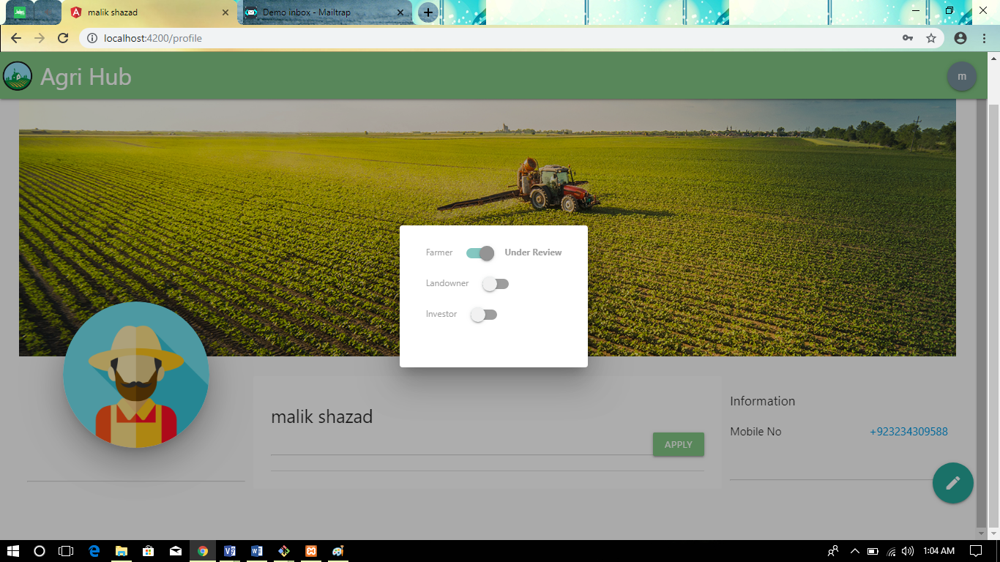 malik shazad
Demo inbox - Mailtrap
localhost:4200/profile
Agri Hub
m
Farmer
Under Review
Landowner
Investor
malik shazad
APPLY
Information
Mobile No
+923234309588
1:04 AM